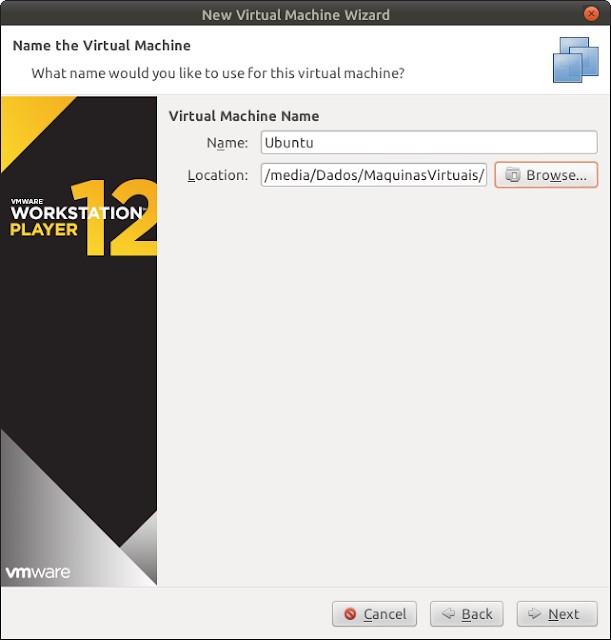 New Virtual Machine Wizard
Name the Virtual Machine
What name would you like to use for this virtual machine?
VMWARE
WORKSTATION™
PLAYER 12
Virtual Machine Name
Name: Ubuntu
Location: /media/Dados/MaquinasVirtuais/ Browse...
vmware
Cancel Back Next